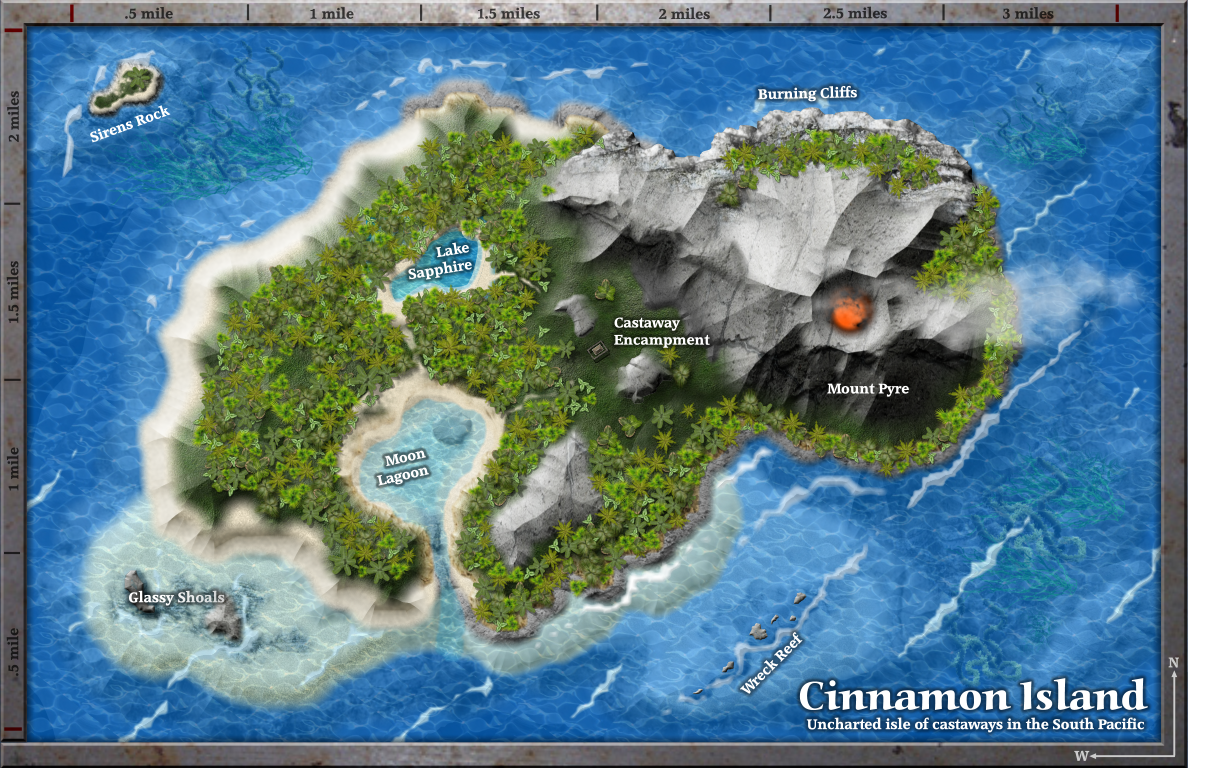 .5 mile
1 mile
1.5 miles
2 miles
2.5 miles
3 miles
2 miles
1.5 miles
1 mile
.5 mile
Sirens Rock
Burning Cliffs
Lake
Sapphire
Castaway
Encampment
Mount Pyre
Moon
Lagoon
Glassy Shoals
Wreck Reef
Cinnamon Island
Uncharted isle of castaways in the South Pacific
N
W